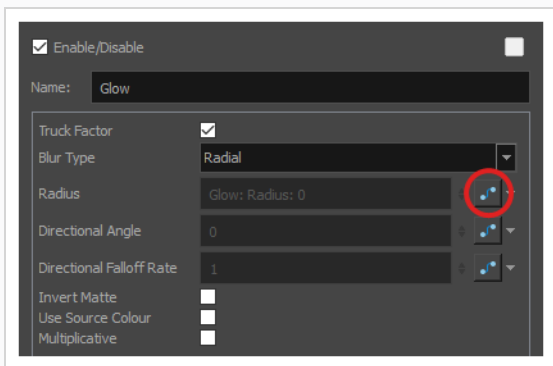 Enable/Disable
Name: Glow
Truck Factor
Blur Type Radial
Radius Glow: Radius: 0
Directional Angle 0
Directional Falloff Rate 1
Invert Matte
Use Source Colour
Multiplicative